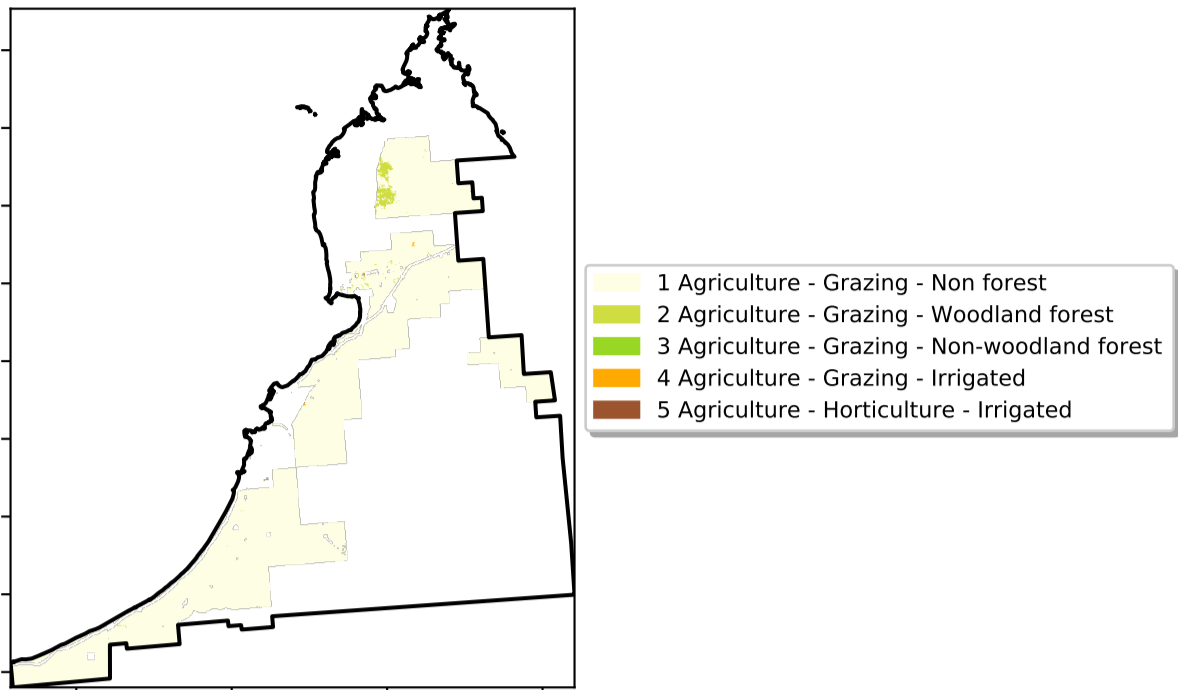 1 Agriculture - Grazing - Non forest
2 Agriculture - Grazing - Woodland forest
3 Agriculture - Grazing - Non-woodland forest
4 Agriculture - Grazing - Irrigated
5 Agriculture - Horticulture - Irrigated